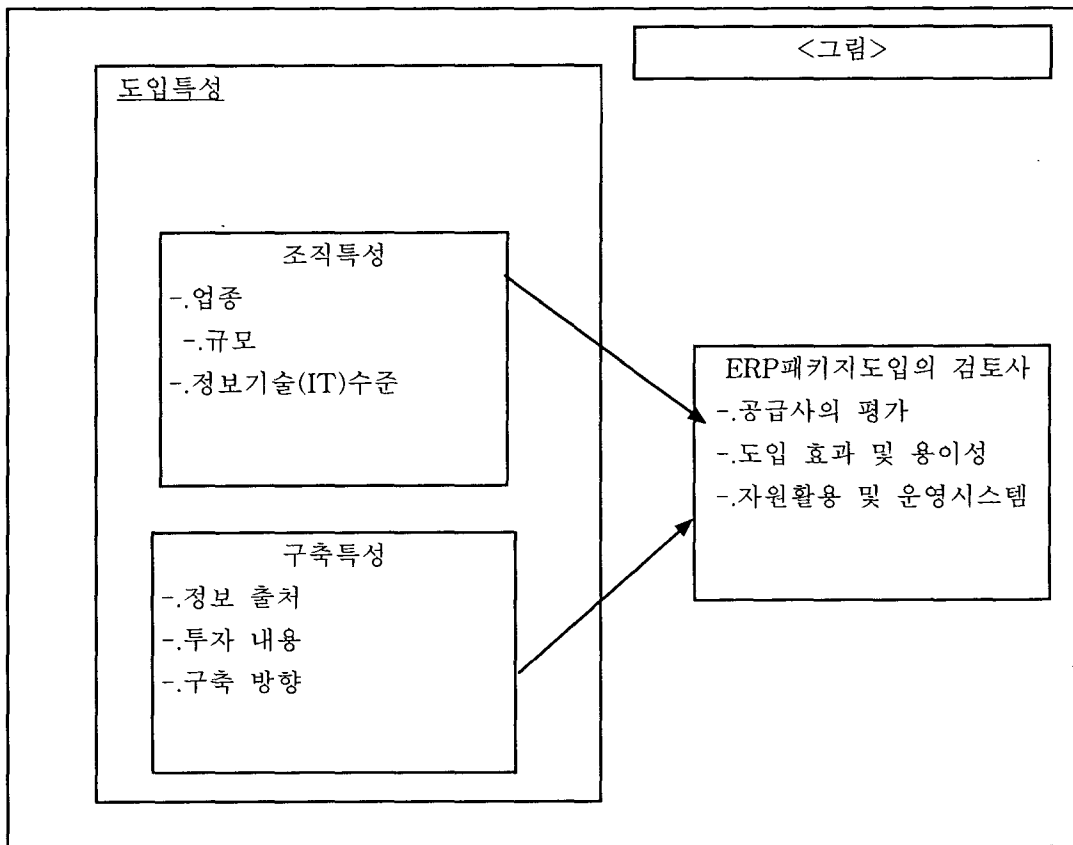 <그림>
도입특성
조직특성
-.업종
-.규모
-.정보기술(IT)수준
ERP패키지도입의 검토사
-.공급사의 평가
-.도입 효과 및 용이성
-.자원활용 및 운영시스템
구축특성
-.정보 출처
-.투자 내용
-.구축 방향